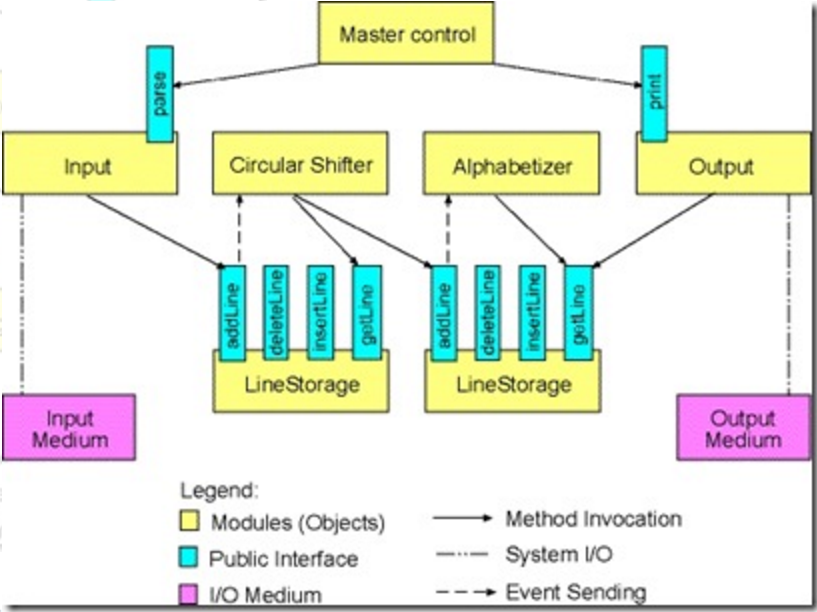 Master control
parse
print
Input
Circular Shifter
Alphabetizer
Output
addLine
deleteLine
insertLine
getLine
addLine
deleteLine
insertLine
getLine
LineStorage
LineStorage
Input
Medium
Output
Medium
Legend:
Modules (Objects)
Method Invocation
Public Interface
System I/O
I/O Medium
Event Sending